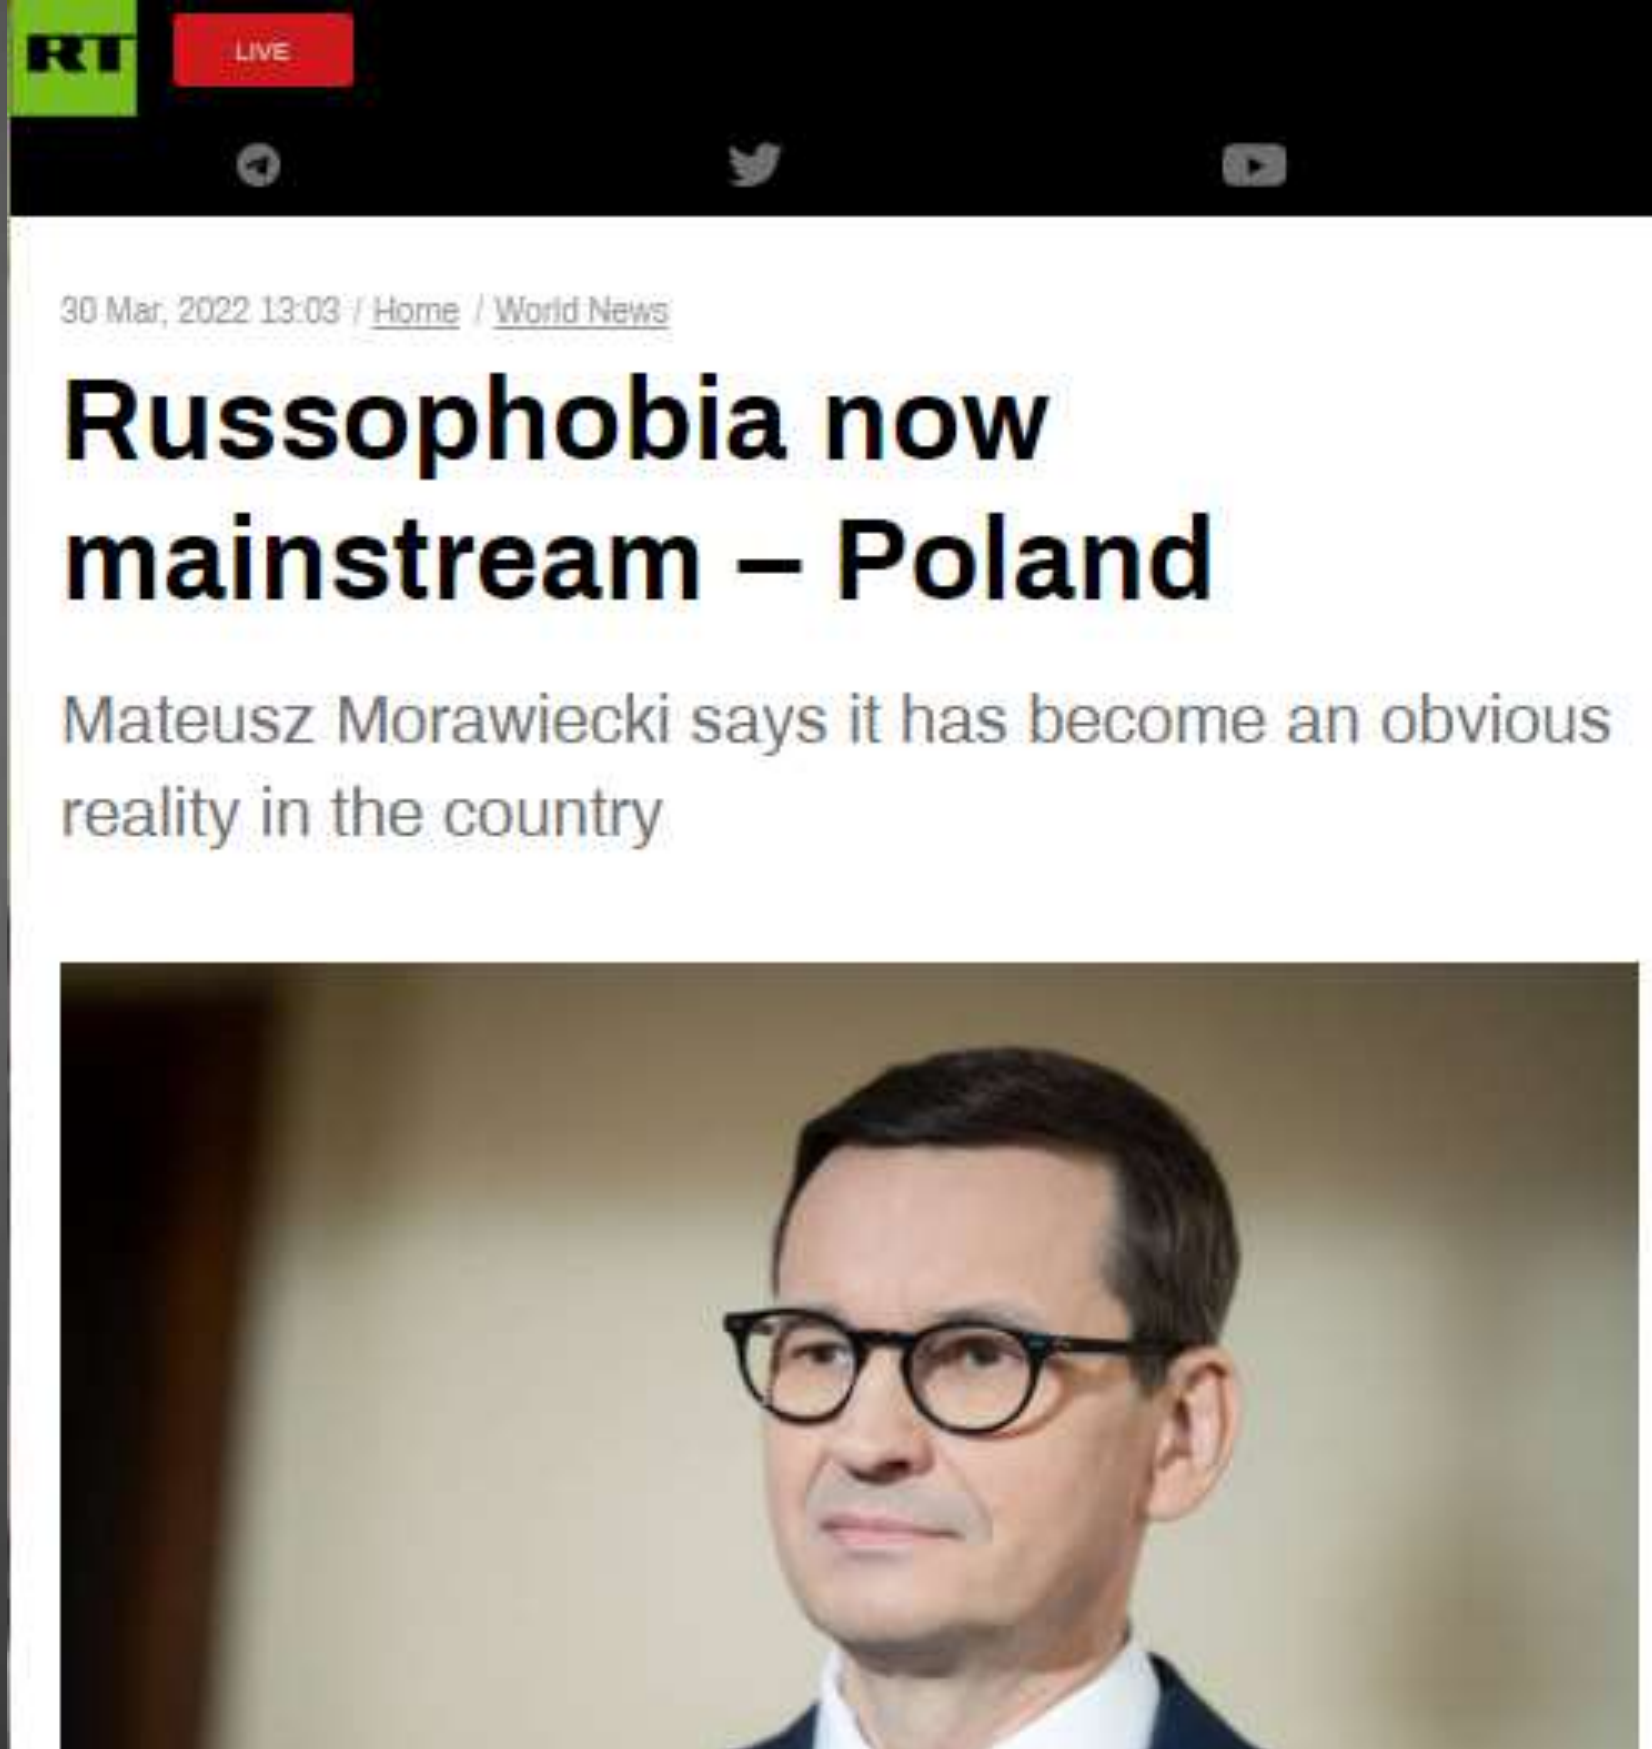 RT
LIVE
30 Mar, 2022 13:03 / Home / World News
Russophobia now
mainstream – Poland
Mateusz Morawiecki says it has become an obvious
reality in the country